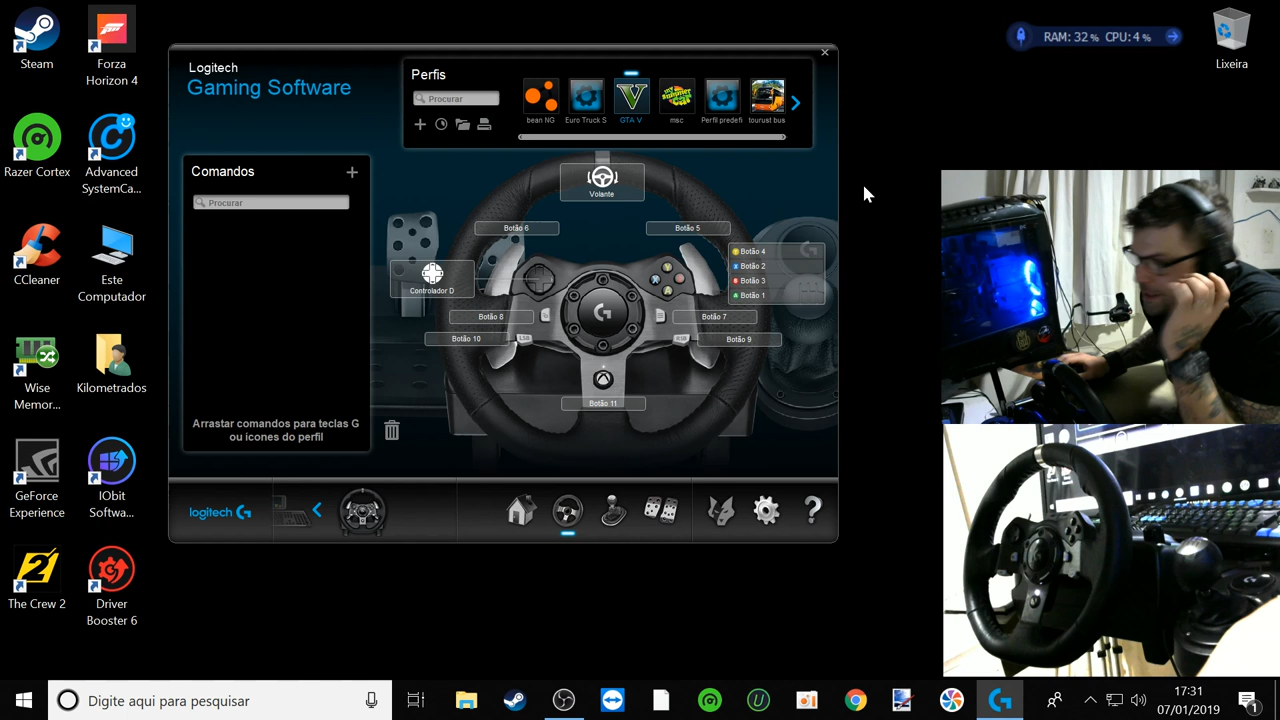 Steam
Forza
Horizon 4
Razer Cortex
Advanced
SystemCa...
CCleaner
Este
Computador
Wise
Memor...
Kilometrados
GeForce
Experience
IObit
Softwa...
The Crew 2
Driver
Booster 6
Logitech
Gaming Software
Perfis
Procurar
bean NG
Euro Truck S
GTA V
msc
Perfil predefi
tourust bus
Comandos
Procurar
Arrastar comandos para teclas G
ou icones do perfil
Volante
Botão 6
Botão 5
Controlador D
Y Botão 4
X Botão 2
B Botão 3
A Botão 1
Botão 8
Botão 7
Botão 10
Botão 9
LSB
RSB
Y
X
A
Botão 11
logitech
RAM: 32 % CPU: 4 %
Lixeira
Digite aqui para pesquisar
17:31
07/01/2019
1